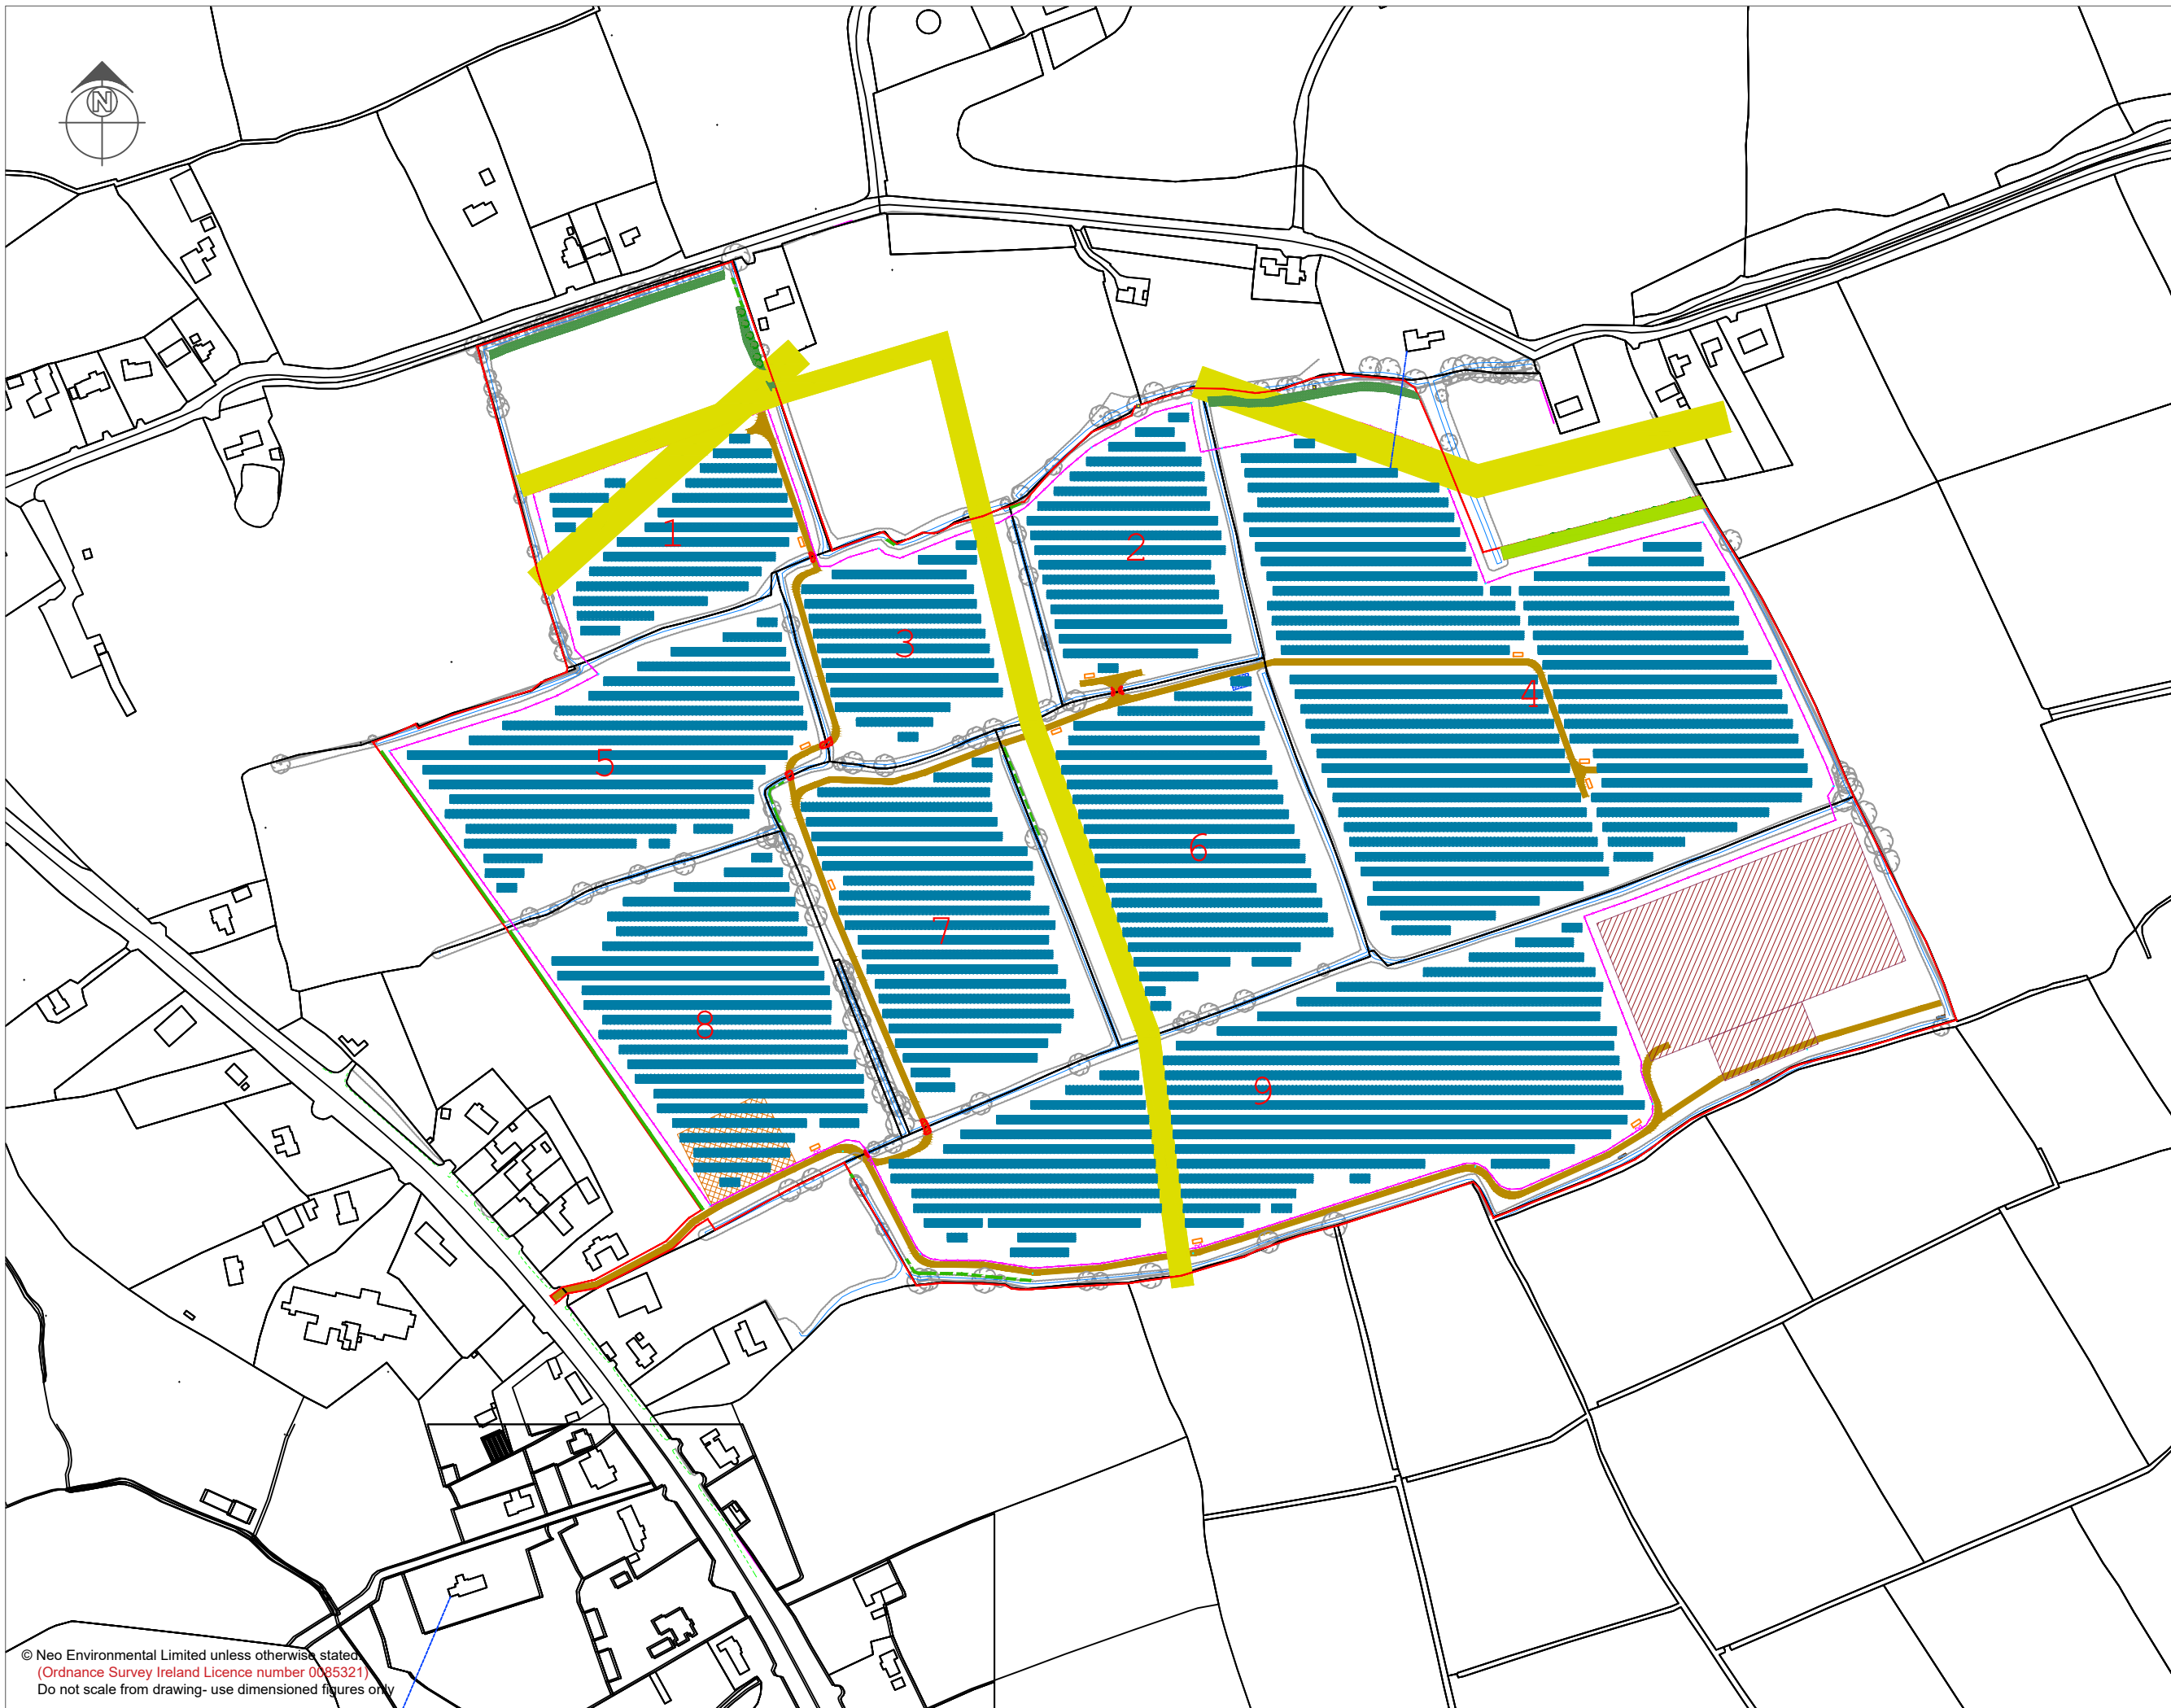 N
1
2
3
4
5
6
7
8
9
© Neo Environmental Limited unless otherwise stated.
(Ordnance Survey Ireland Licence number 0085321)
Do not scale from drawing- use dimensioned figures only